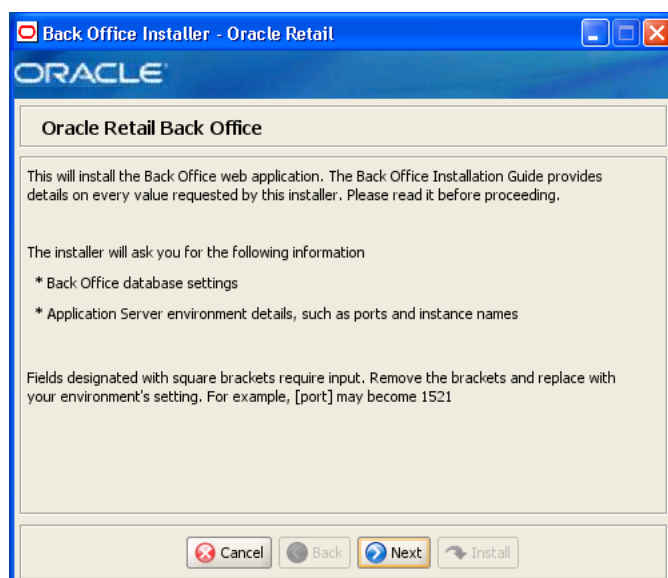 Back Office Installer - Oracle Retail
ORACLE
Oracle Retail Back Office
This will install the Back Office web application. The Back Office Installation Guide provides
details on every value requested by this installer. Please read it before proceeding.
The installer will ask you for the following information
* Back Office database settings
* Application Server environment details, such as ports and instance names
Fields designated with square brackets require input. Remove the brackets and replace with
your environment's setting. For example, [port] may become 1521
Cancel Back Next Install